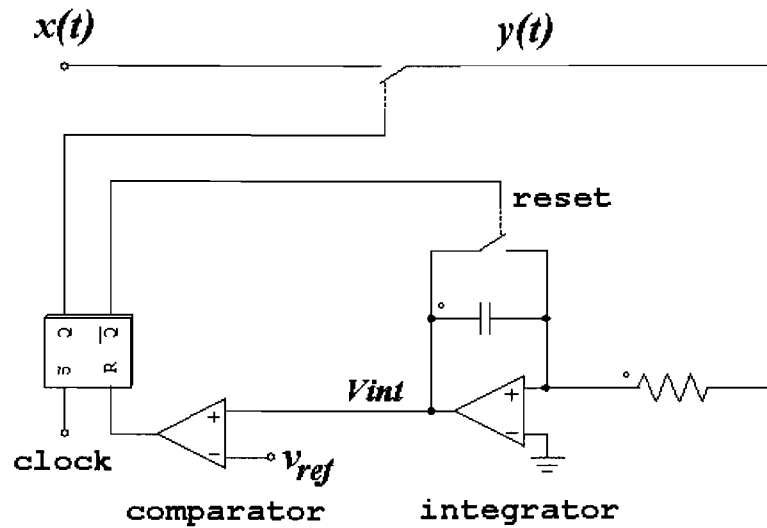 x(t) y(t)
reset
Q Q
S R
Vint
+
−
+
−
clock
v_ref
comparator integrator